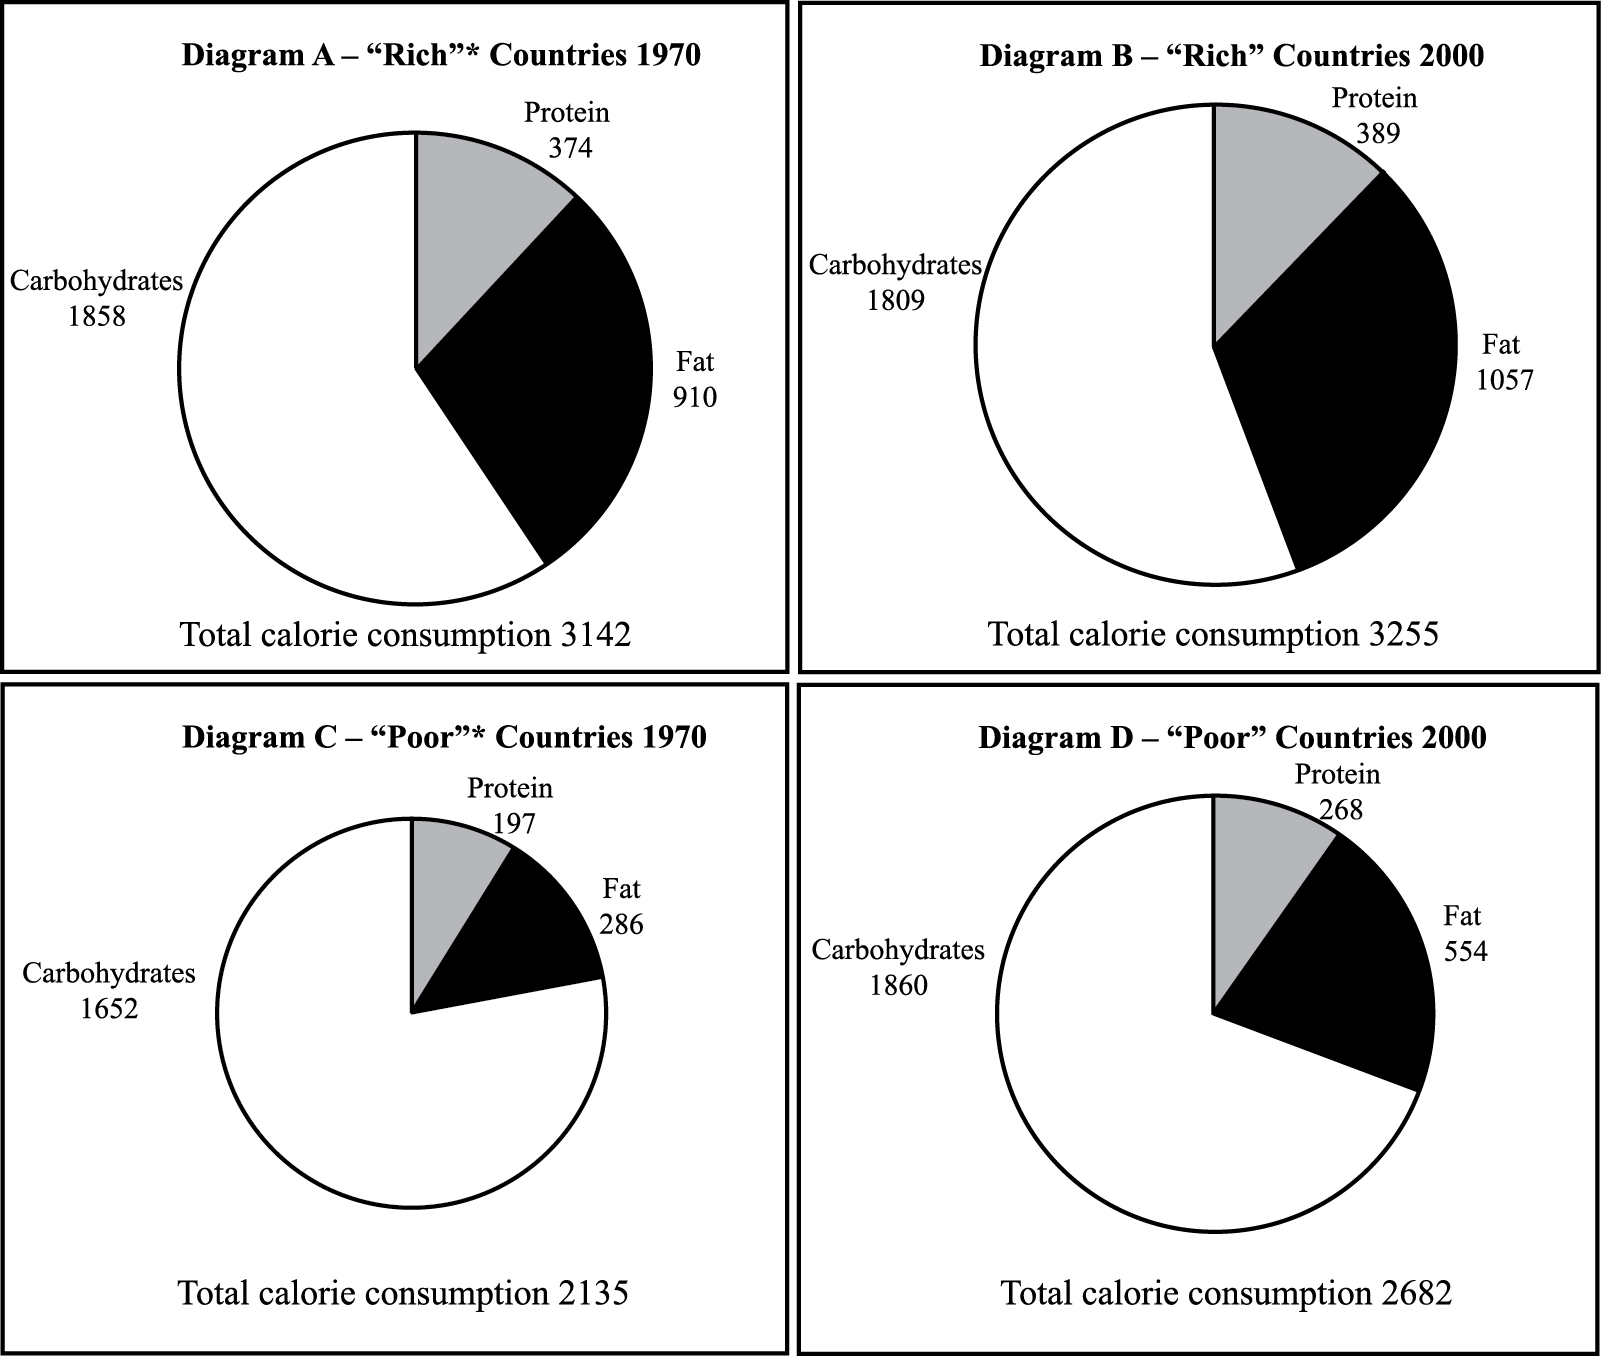 Diagram A – “Rich”* Countries 1970
Protein
374
Carbohydrates
1858
Fat
910
Total calorie consumption 3142
Diagram B – “Rich” Countries 2000
Protein
389
Carbohydrates
1809
Fat
1057
Total calorie consumption 3255
Diagram C – “Poor”* Countries 1970
Protein
197
Fat
286
Carbohydrates
1652
Total calorie consumption 2135
Diagram D – “Poor” Countries 2000
Protein
268
Fat
554
Carbohydrates
1860
Total calorie consumption 2682